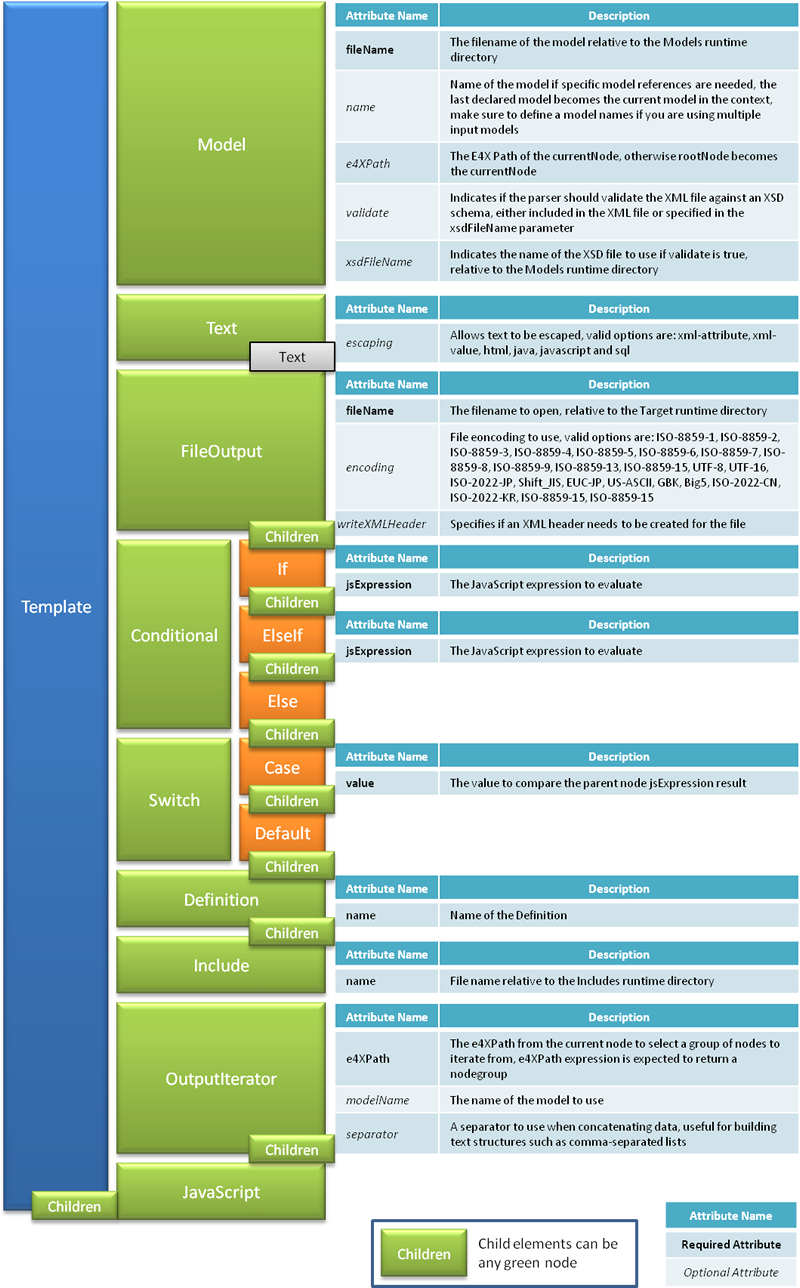 Template
Children
Model
Attribute Name Description
fileName The filename of the model relative to the Models runtime
directory
name Name of the model if specific model references are needed, the
last declared model becomes the current model in the context,
make sure to define a model names if you are using multiple
input models
e4XPath The E4X Path of the currentNode, otherwise rootNode becomes
the currentNode
validate Indicates if the parser should validate the XML file against an XSD
schema, either included in the XML file or specified in the
xsdFileName parameter
xsdFileName Indicates the name of the XSD file to use if validate is true,
relative to the Models runtime directory
Text
Text
Attribute Name Description
escaping Allows text to be escaped, valid options are: xml-attribute, xml-
value, html, java, javascript and sql
FileOutput
Children
Attribute Name Description
fileName The filename to open, relative to the Target runtime directory
encoding File eoncoding to use, valid options are: ISO-8859-1, ISO-8859-2,
ISO-8859-3, ISO-8859-4, ISO-8859-5, ISO-8859-6, ISO-8859-7, ISO-
8859-8, ISO-8859-9, ISO-8859-13, ISO-8859-15, UTF-8, UTF-16,
ISO-2022-JP, Shift_JIS, EUC-JP, US-ASCII, GBK, Big5, ISO-2022-CN,
ISO-2022-KR, ISO-8859-15, ISO-8859-15
writeXMLHeader Specifies if an XML header needs to be created for the file
Conditional
If
Children
Attribute Name Description
jsExpression The JavaScript expression to evaluate
ElseIf
Children
Attribute Name Description
jsExpression The JavaScript expression to evaluate
Else
Children
Switch
Case
Children
Attribute Name Description
value The value to compare the parent node jsExpression result
Default
Children
Definition
Children
Attribute Name Description
name Name of the Definition
Include
Attribute Name Description
name File name relative to the Includes runtime directory
OutputIterator
Children
Attribute Name Description
e4XPath The e4XPath from the current node to select a group of nodes to
iterate from, e4XPath expression is expected to return a
nodegroup
modelName The name of the model to use
separator A separator to use when concatenating data, useful for building
text structures such as comma-separated lists
JavaScript
Children
Child elements can be
any green node
Attribute Name
Required Attribute
Optional Attribute